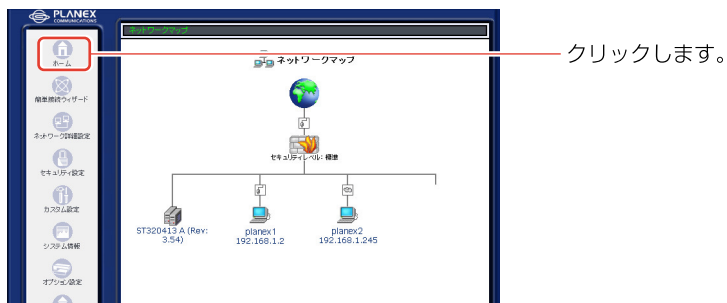 PLANEX
COMMUNICATIONS
ネットワークマップ
ホーム
クリックします。
ネットワークマップ
簡単接続ウィザード
ネットワーク詳細設定
セキュリティレベル: 標準
セキュリティ設定
カスタム設定
ST320413 A (Rev:
3.54)
planex1
192.168.1.2
planex2
192.168.1.245
システム情報
オプション設定